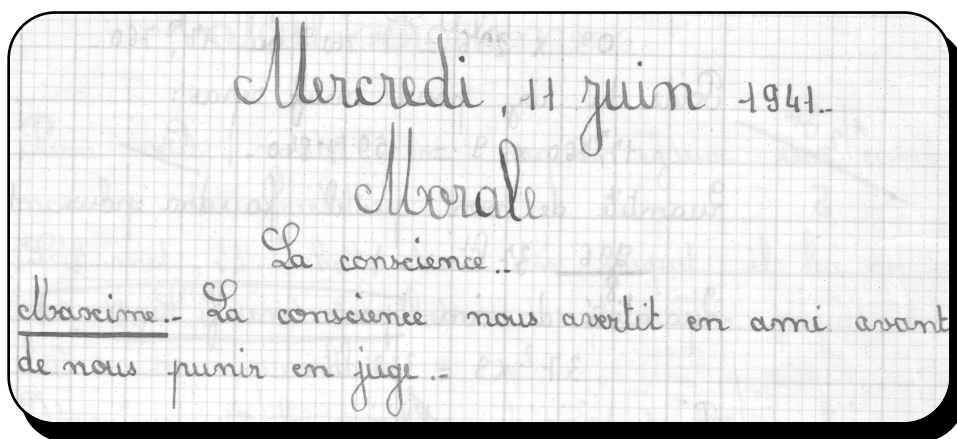 Mercredi, 11 juin 1941.-
Morale
La conscience.-
Maxime.- La conscience nous avertit en ami avant
de nous punir en juge.-